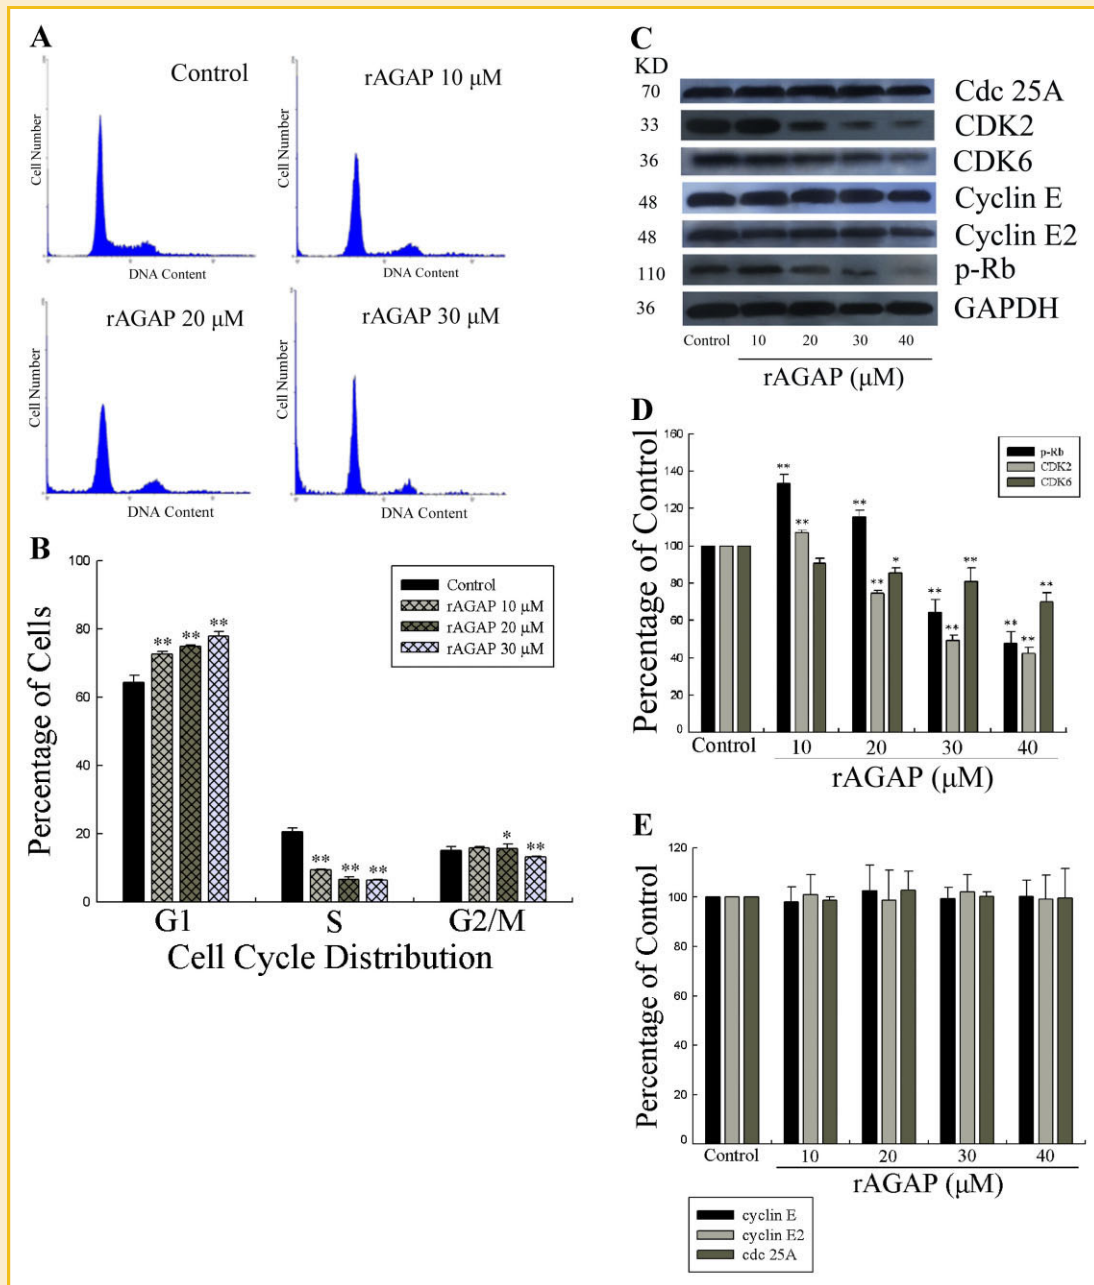 A
Control
Cell Number
DNA Content
rAGAP 10 μM
Cell Number
DNA Content
rAGAP 20 μM
Cell Number
DNA Content
rAGAP 30 μM
Cell Number
DNA Content
B
Percentage of Cells
100
80
60
40
20
0
Control
rAGAP 10 μM
rAGAP 20 μM
rAGAP 30 μM
** ** **
** ** **
* **
G1 S G2/M
Cell Cycle Distribution
C
KD
70 Cdc 25A
33 CDK2
36 CDK6
48 Cyclin E
48 Cyclin E2
110 p-Rb
36 GAPDH
Control 10 20 30 40
rAGAP (μM)
D
Percentage of Control
160
140
120
100
80
60
40
20
0
p-Rb
CDK2
CDK6
** **
** ** *
** ** **
** ** **
Control 10 20 30 40
rAGAP (μM)
E
Percentage of Control
120
100
80
60
40
20
0
Control 10 20 30 40
rAGAP (μM)
cyclin E
cyclin E2
cdc 25A